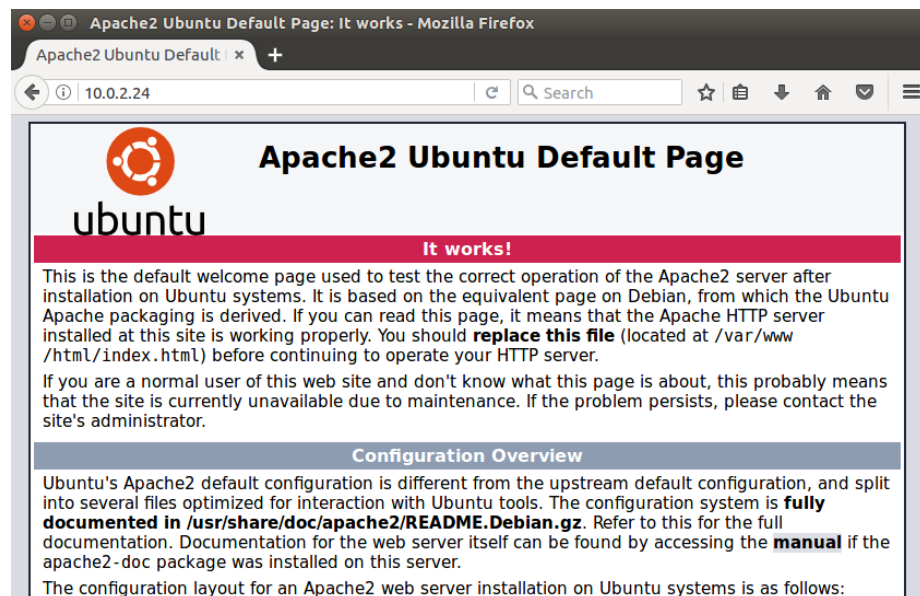 Apache2 Ubuntu Default Page: It works - Mozilla Firefox
Apache2 Ubuntu Default
10.0.2.24
Search
ubuntu
Apache2 Ubuntu Default Page
It works!
This is the default welcome page used to test the correct operation of the Apache2 server after
installation on Ubuntu systems. It is based on the equivalent page on Debian, from which the Ubuntu
Apache packaging is derived. If you can read this page, it means that the Apache HTTP server
installed at this site is working properly. You should replace this file (located at /var/www
/html/index.html) before continuing to operate your HTTP server.
If you are a normal user of this web site and don't know what this page is about, this probably means
that the site is currently unavailable due to maintenance. If the problem persists, please contact the
site's administrator.
Configuration Overview
Ubuntu's Apache2 default configuration is different from the upstream default configuration, and split
into several files optimized for interaction with Ubuntu tools. The configuration system is fully
documented in /usr/share/doc/apache2/README.Debian.gz. Refer to this for the full
documentation. Documentation for the web server itself can be found by accessing the manual if the
apache2-doc package was installed on this server.
The configuration layout for an Apache2 web server installation on Ubuntu systems is as follows: